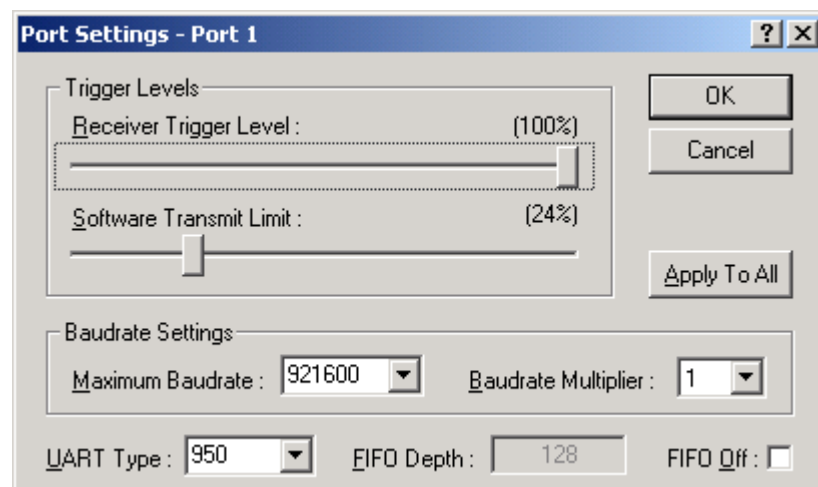 Port Settings - Port 1
Trigger Levels
Receiver Trigger Level : (100%)
Software Transmit Limit : (24%)
OK
Cancel
Apply To All
Baudrate Settings
Maximum Baudrate : 921600 Baudrate Multiplier : 1
UART Type : 950 FIFO Depth : 128 FIFO Off :